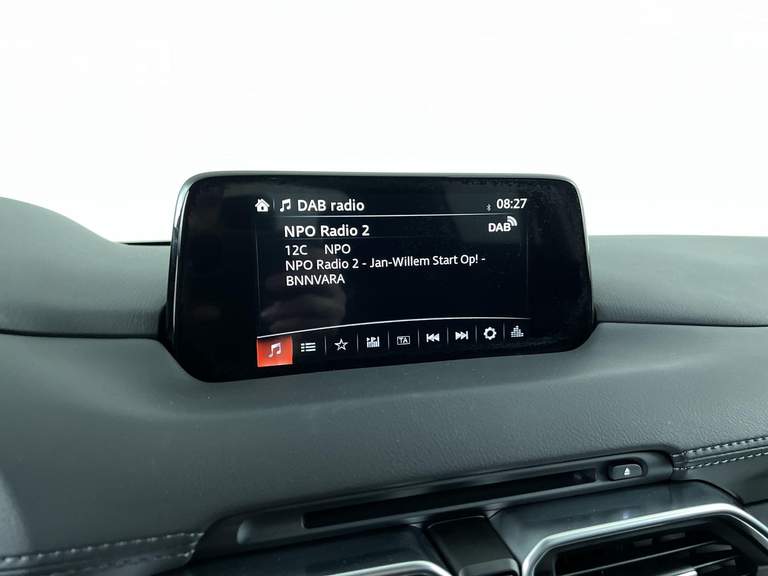 DAB radio 08:27
NPO Radio 2 DAB
12C NPO
NPO Radio 2 - Jan-Willem Start Op! -
BNNVARA
TA